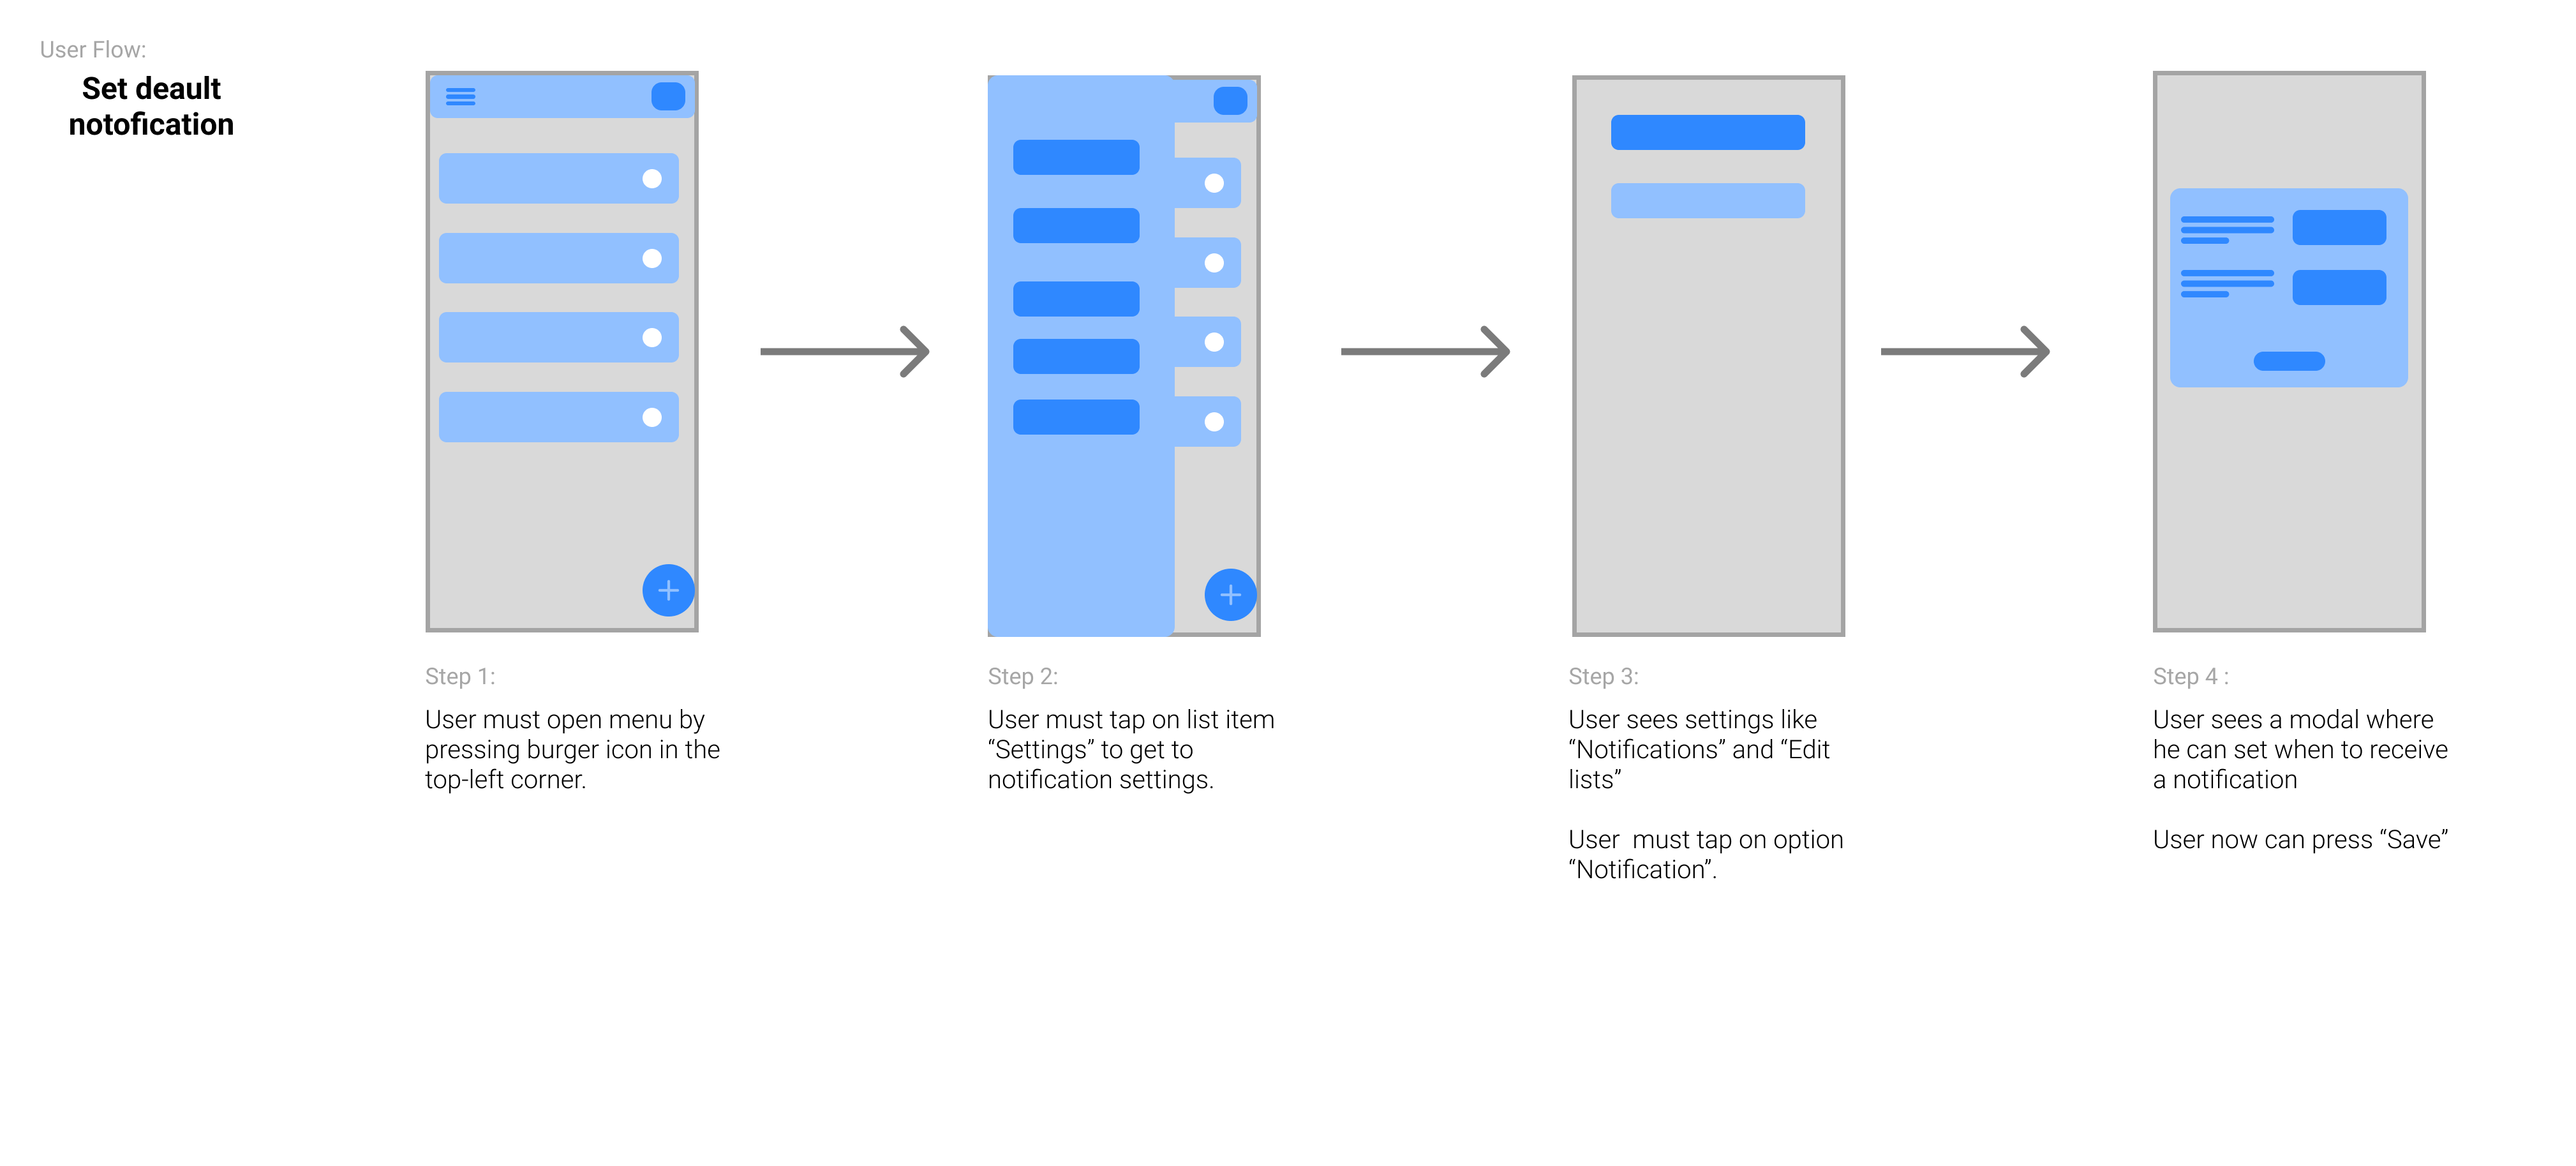 User Flow:
Set deault
notofication
Step 1:
User must open menu by
pressing burger icon in the
top-left corner.
Step 2:
User must tap on list item
“Settings” to get to
notification settings.
Step 3:
User sees settings like
“Notifications” and “Edit
lists”
User  must tap on option
“Notification”.
Step 4 :
User sees a modal where
he can set when to receive
a notification
User now can press “Save”